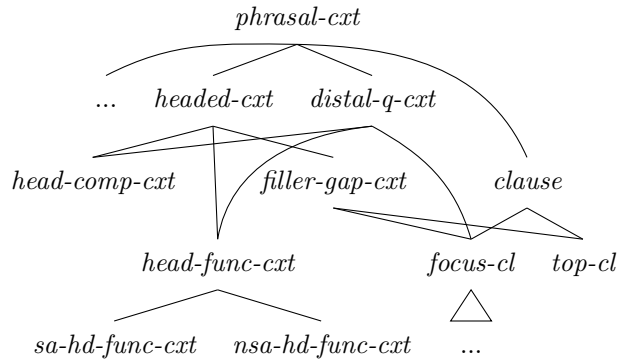 phrasal-cxt
... headed-cxt distal-q-cxt
head-comp-cxt filler-gap-cxt clause
head-func-cxt focus-cl top-cl
sa-hd-func-cxt nsa-hd-func-cxt ...